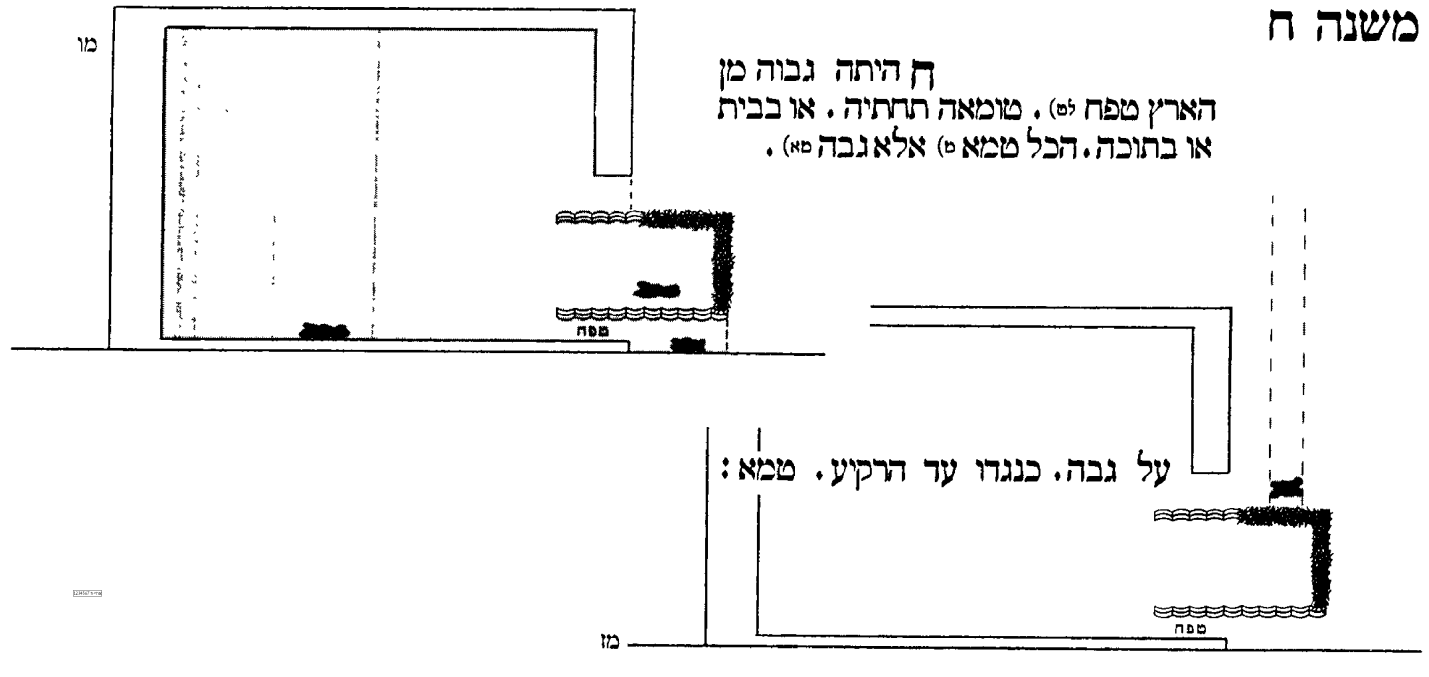 משנה ח
ח היתה גבוה מן
הארץ טפח (לט). טומאה תחתיה. או בבית
או בתוכה. הכל טמא (מ) אלא גבה (מא).
מו
טפח
על גבה. כנגדו עד הרקיע. טמא:
טפח
מז